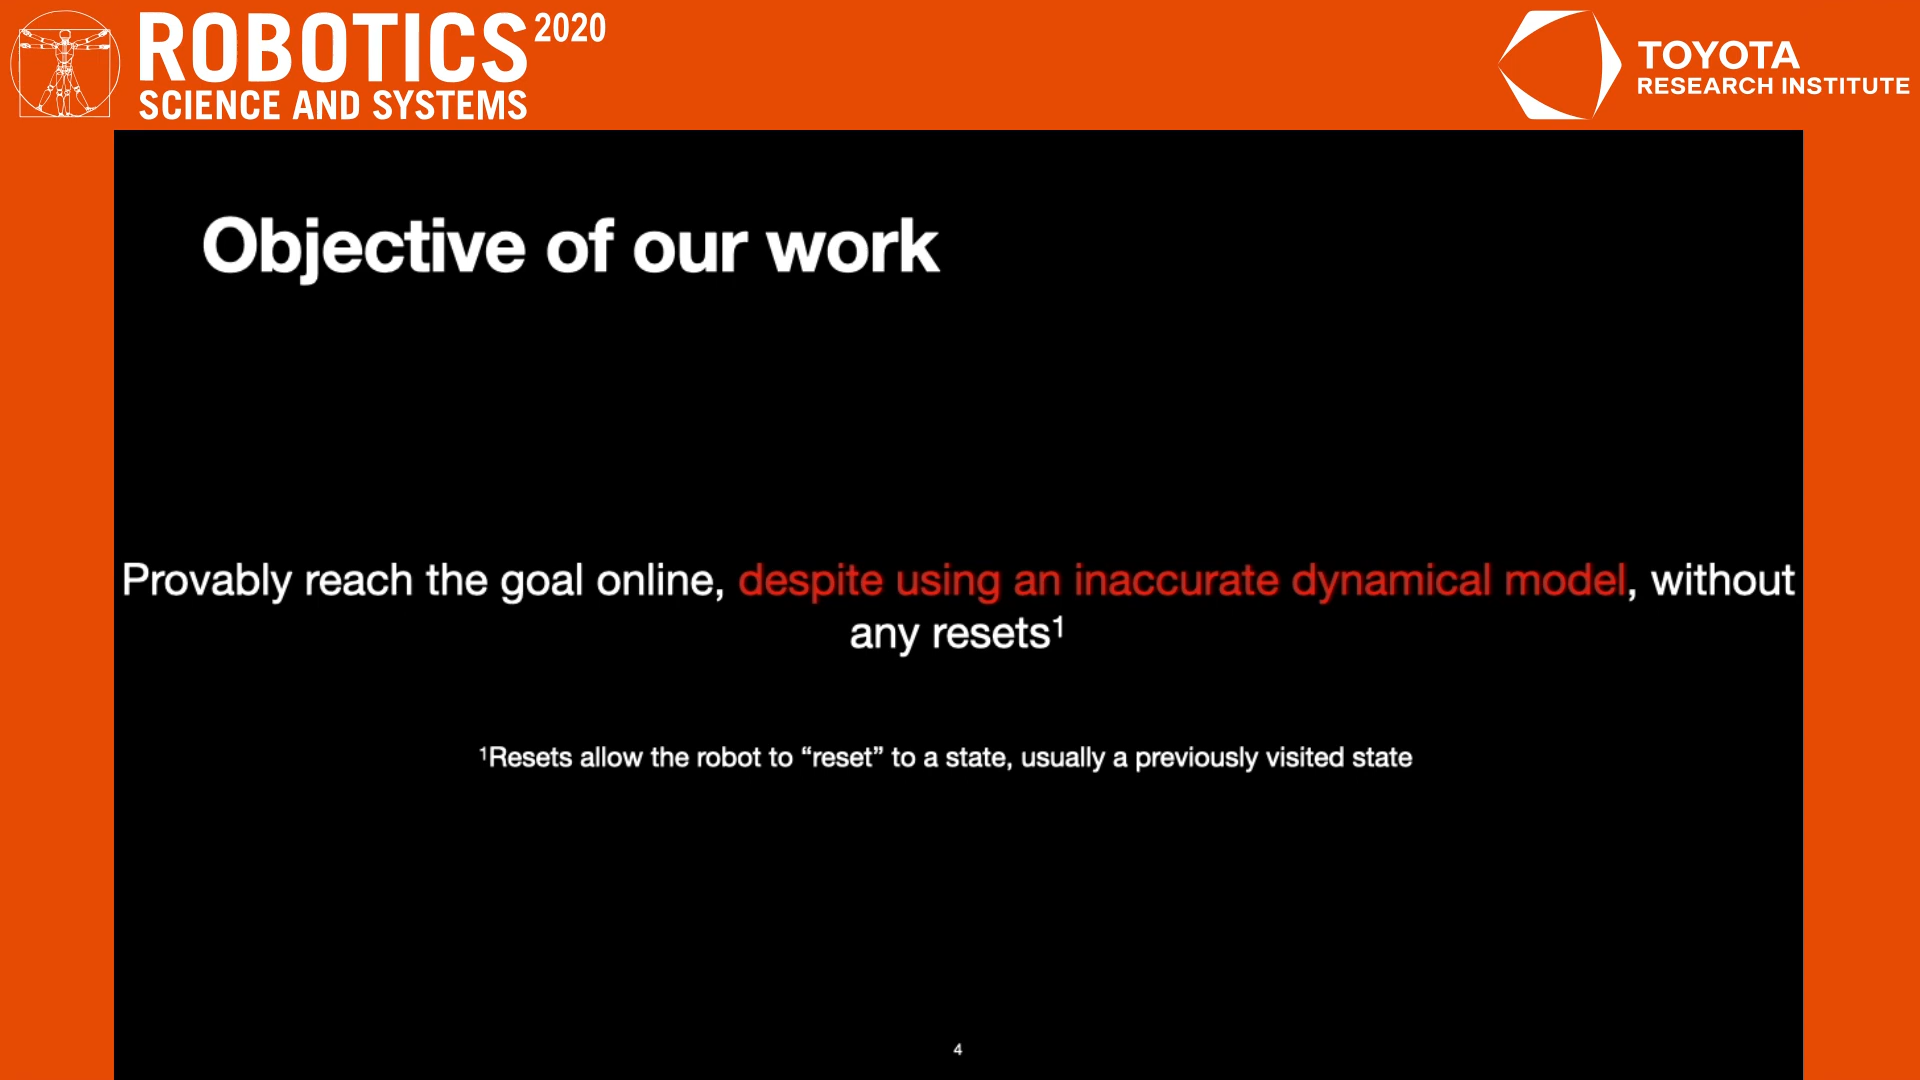 ROBOTICS 2020
SCIENCE AND SYSTEMS
TOYOTA
RESEARCH INSTITUTE
Objective of our work
Provably reach the goal online, despite using an inaccurate dynamical model, without
any resets¹
¹Resets allow the robot to “reset” to a state, usually a previously visited state
4